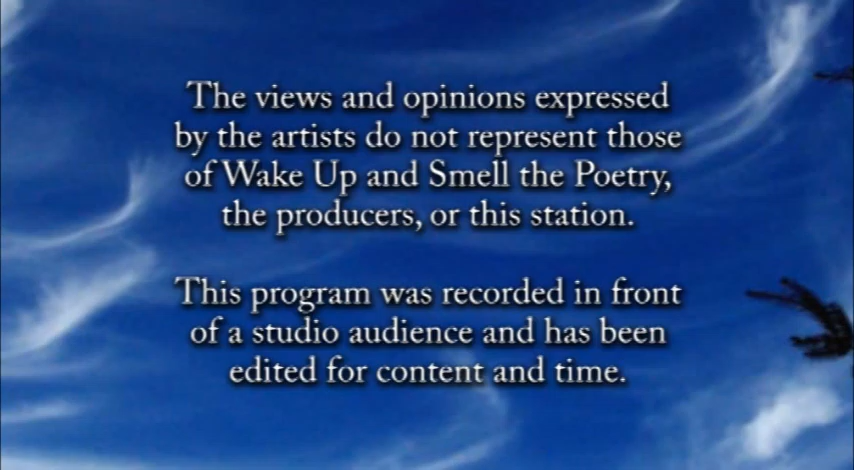 The views and opinions expressed
by the artists do not represent those
of Wake Up and Smell the Poetry,
the producers, or this station.
This program was recorded in front
of a studio audience and has been
edited for content and time.